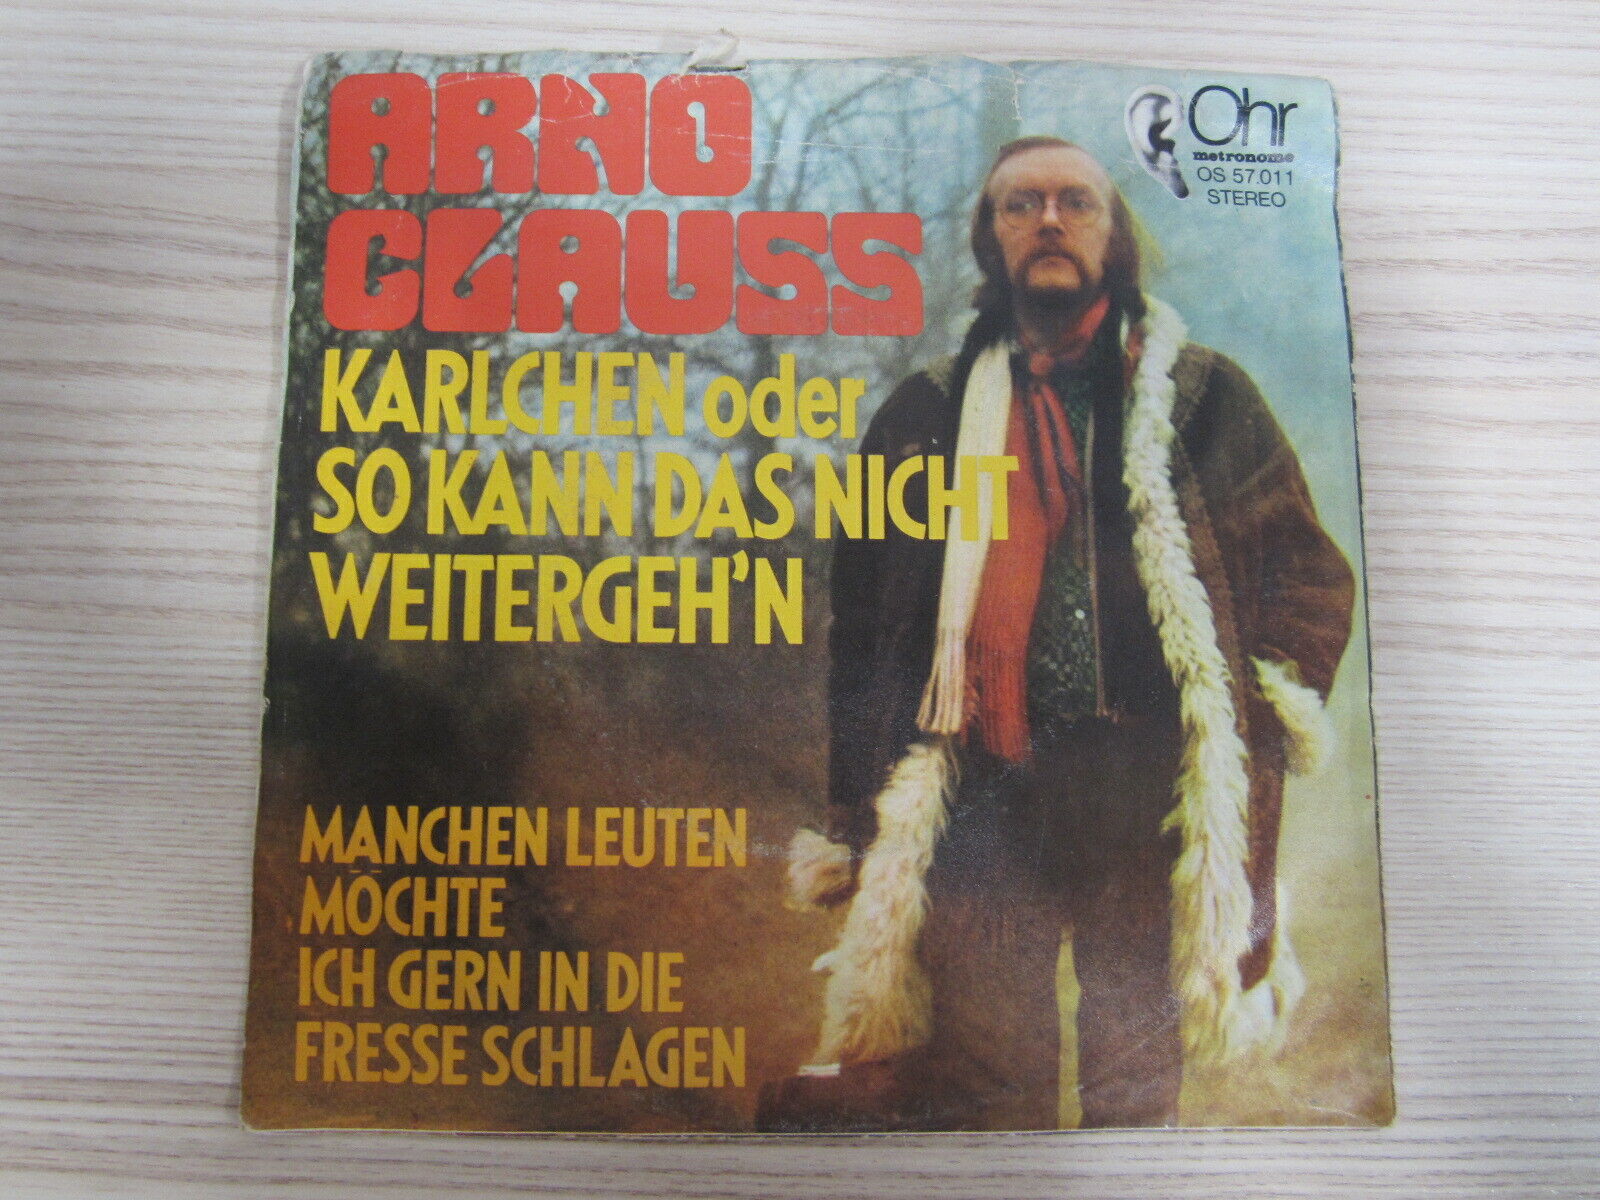 ARNO
CLAUSS
KARLCHEN oder
SO KANN DAS NICHT
WEITERGEH'N
MANCHEN LEUTEN
MÖCHTE
ICH GERN IN DIE
FRESSE SCHLAGEN
Ohr
metronome
OS 57.011
STEREO